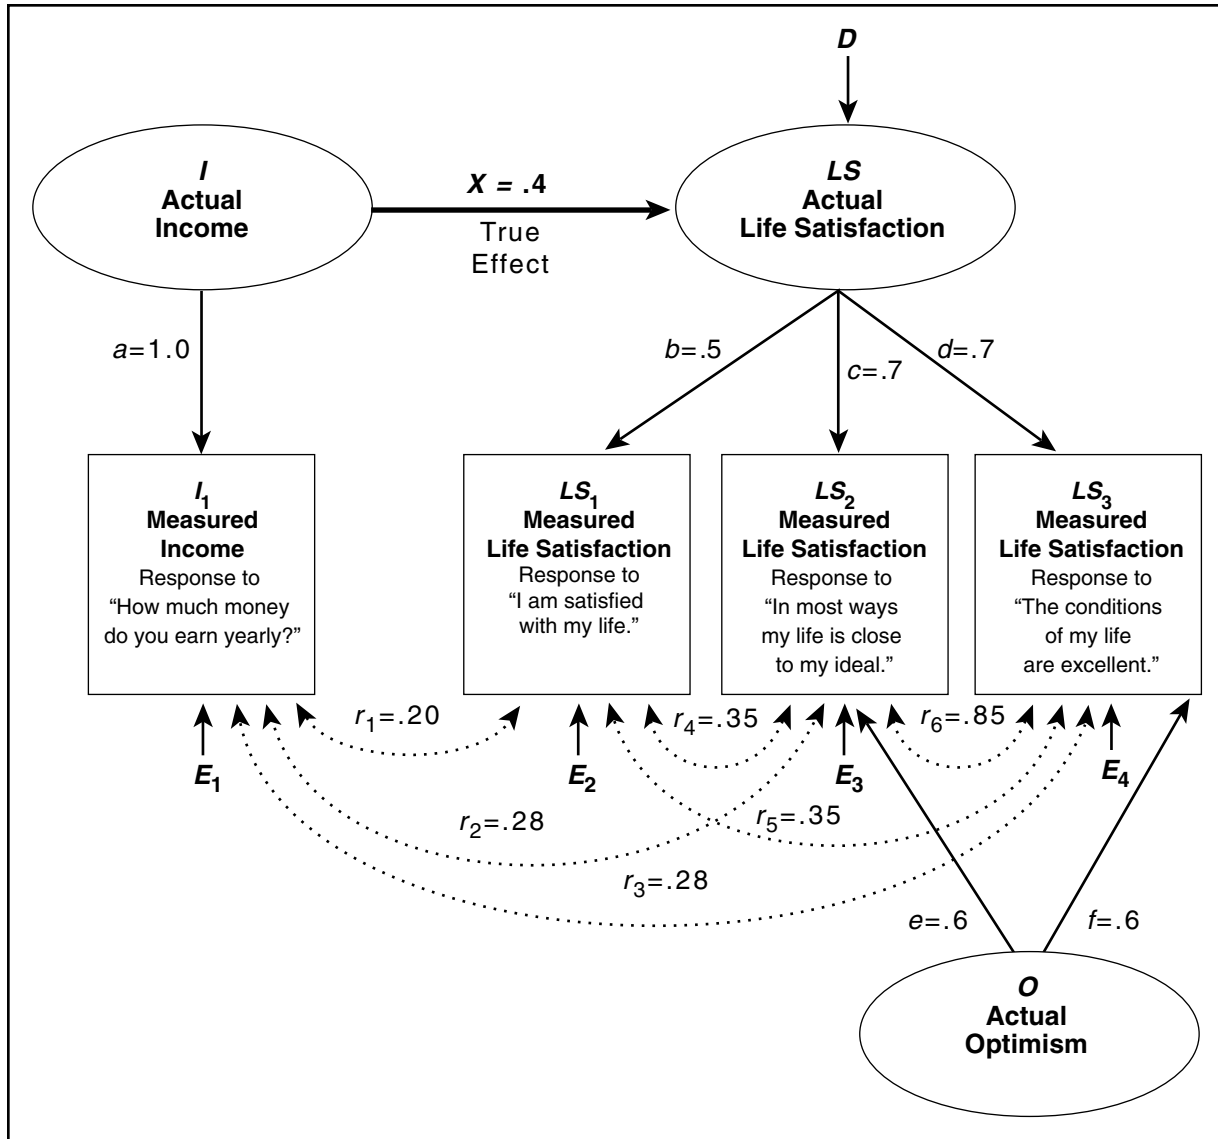 D
I
Actual
Income
X = .4
True
Effect
LS
Actual
Life Satisfaction
a=1.0
b=.5
c=.7
d=.7
I1
Measured
Income
Response to
“How much money
do you earn yearly?”
LS1
Measured
Life Satisfaction
Response to
“I am satisfied
with my life.”
LS2
Measured
Life Satisfaction
Response to
“In most ways
my life is close
to my ideal.”
LS3
Measured
Life Satisfaction
Response to
“The conditions
of my life
are excellent.”
r1=.20
r4=.35
r6=.85
E1
E2
E3
E4
r2=.28
r5=.35
r3=.28
e=.6
f=.6
O
Actual
Optimism